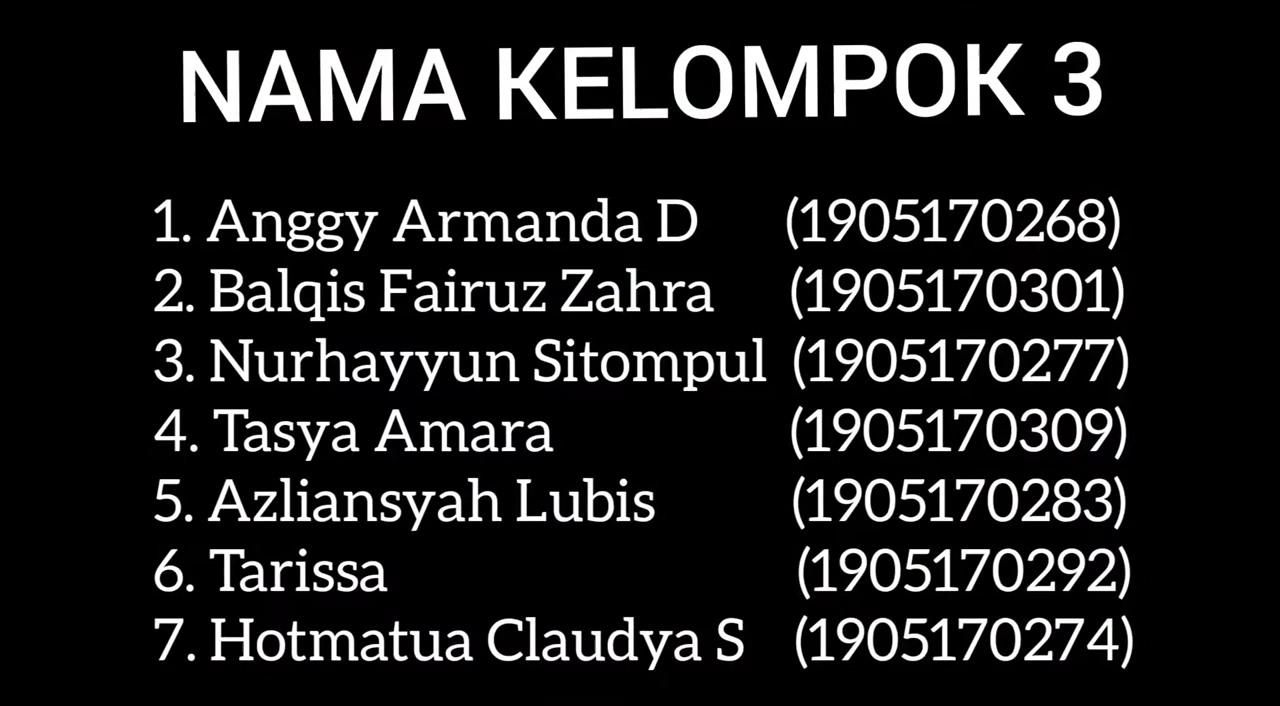 NAMA KELOMPOK 3
1. Anggy Armanda D (1905170268)
2. Balqis Fairuz Zahra (1905170301)
3. Nurhayyun Sitompul (1905170277)
4. Tasya Amara (1905170309)
5. Azliansyah Lubis (1905170283)
6. Tarissa (1905170292)
7. Hotmatua Claudya S (1905170274)